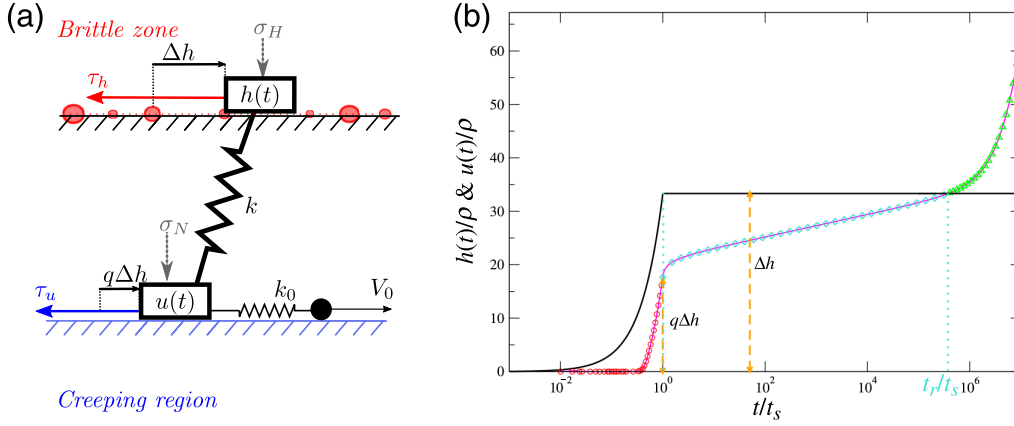 (a)
Brittle zone
σ_H
Δh
τ_h
h(t)
k
σ_N
qΔh
τ_u
u(t)
k_0
V_0
Creeping region
(b)
h(t)/ρ & u(t)/ρ
60
50
40
30
20
10
0
Δh
qΔh
10^-2
10^0
10^2
10^4
10^6
t_r/t_s
t/t_s